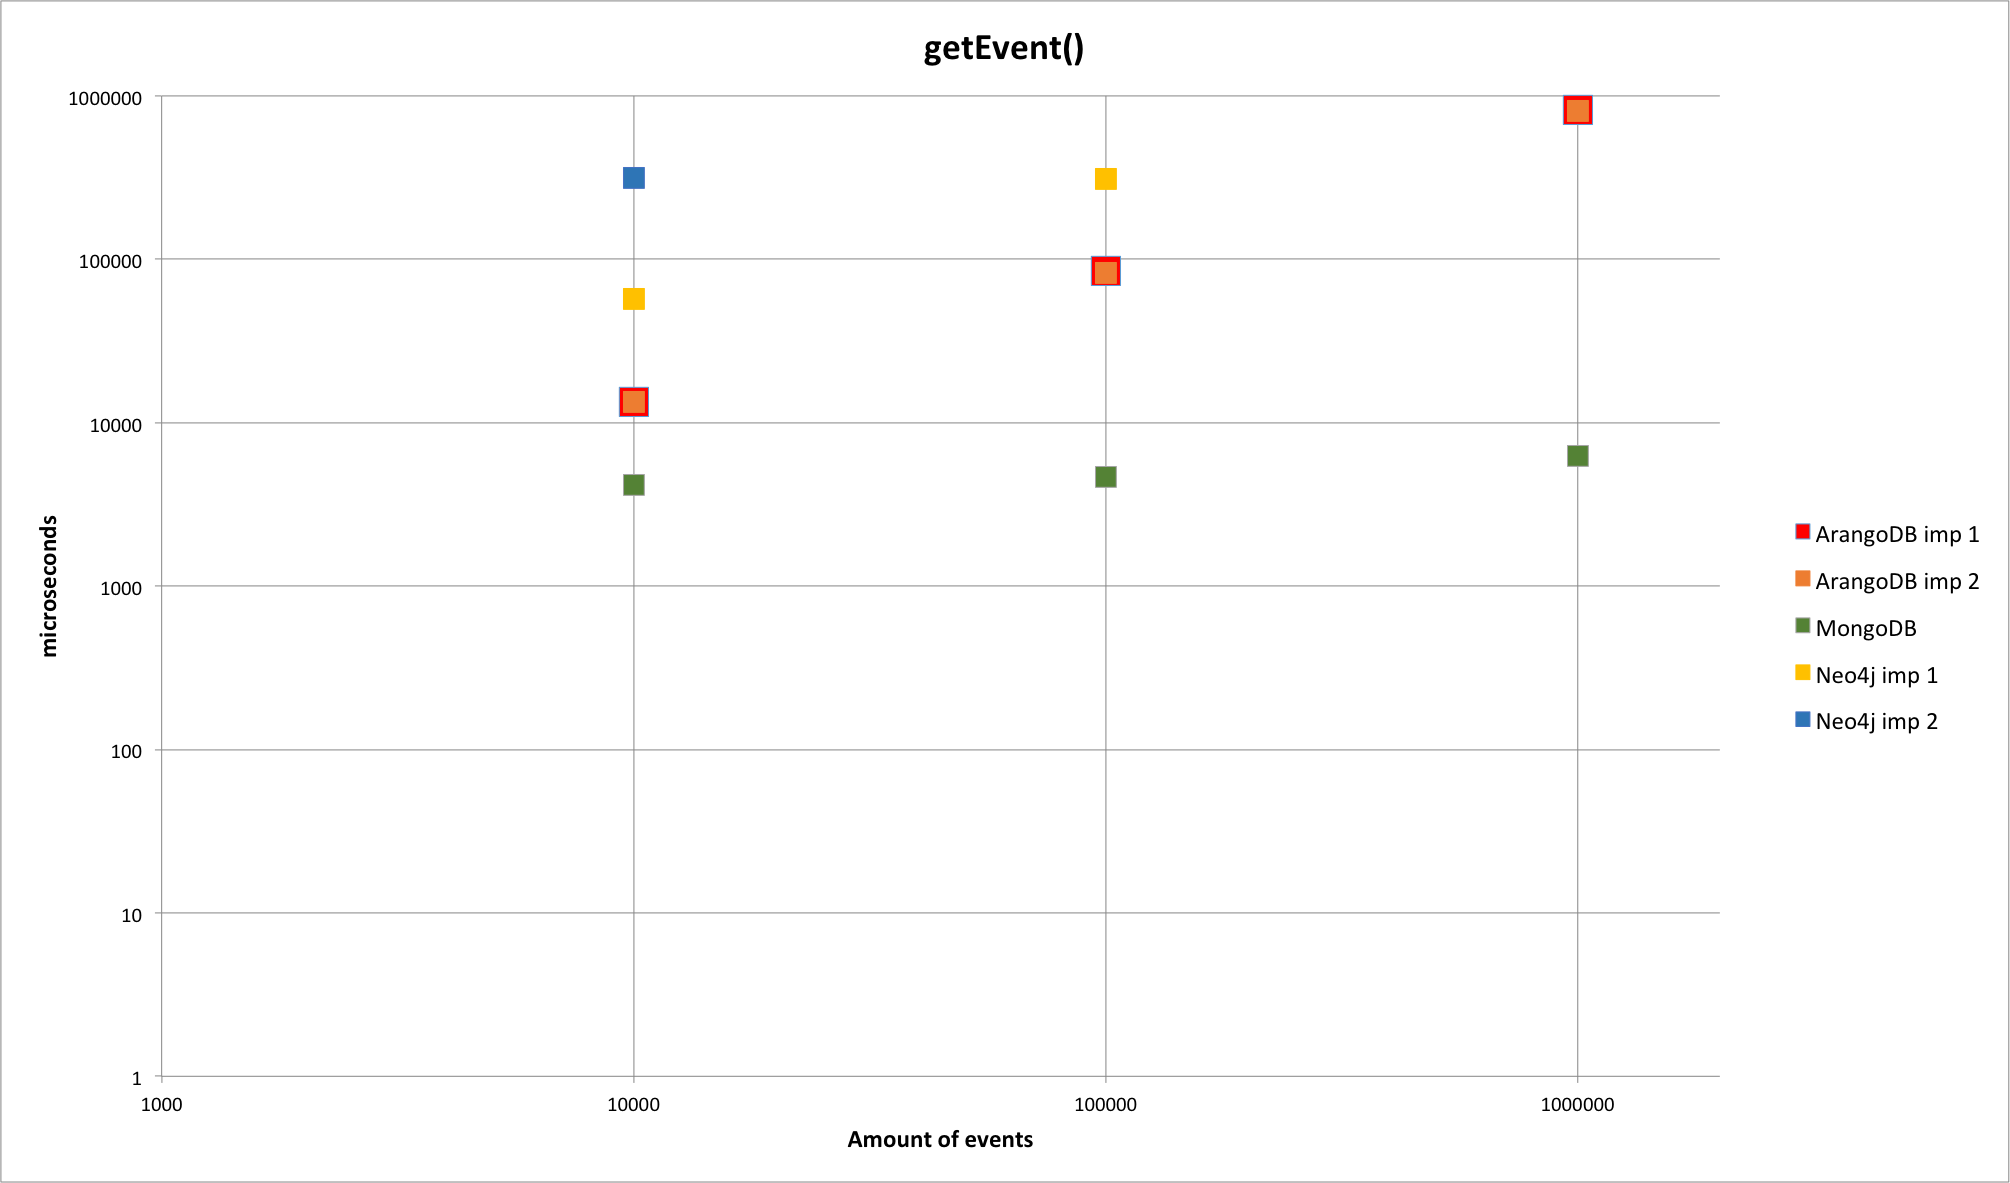 getEvent()
1000000
100000
10000
1000
100
10
1
microseconds
1000
10000
100000
1000000
Amount of events
ArangoDB imp 1
ArangoDB imp 2
MongoDB
Neo4j imp 1
Neo4j imp 2